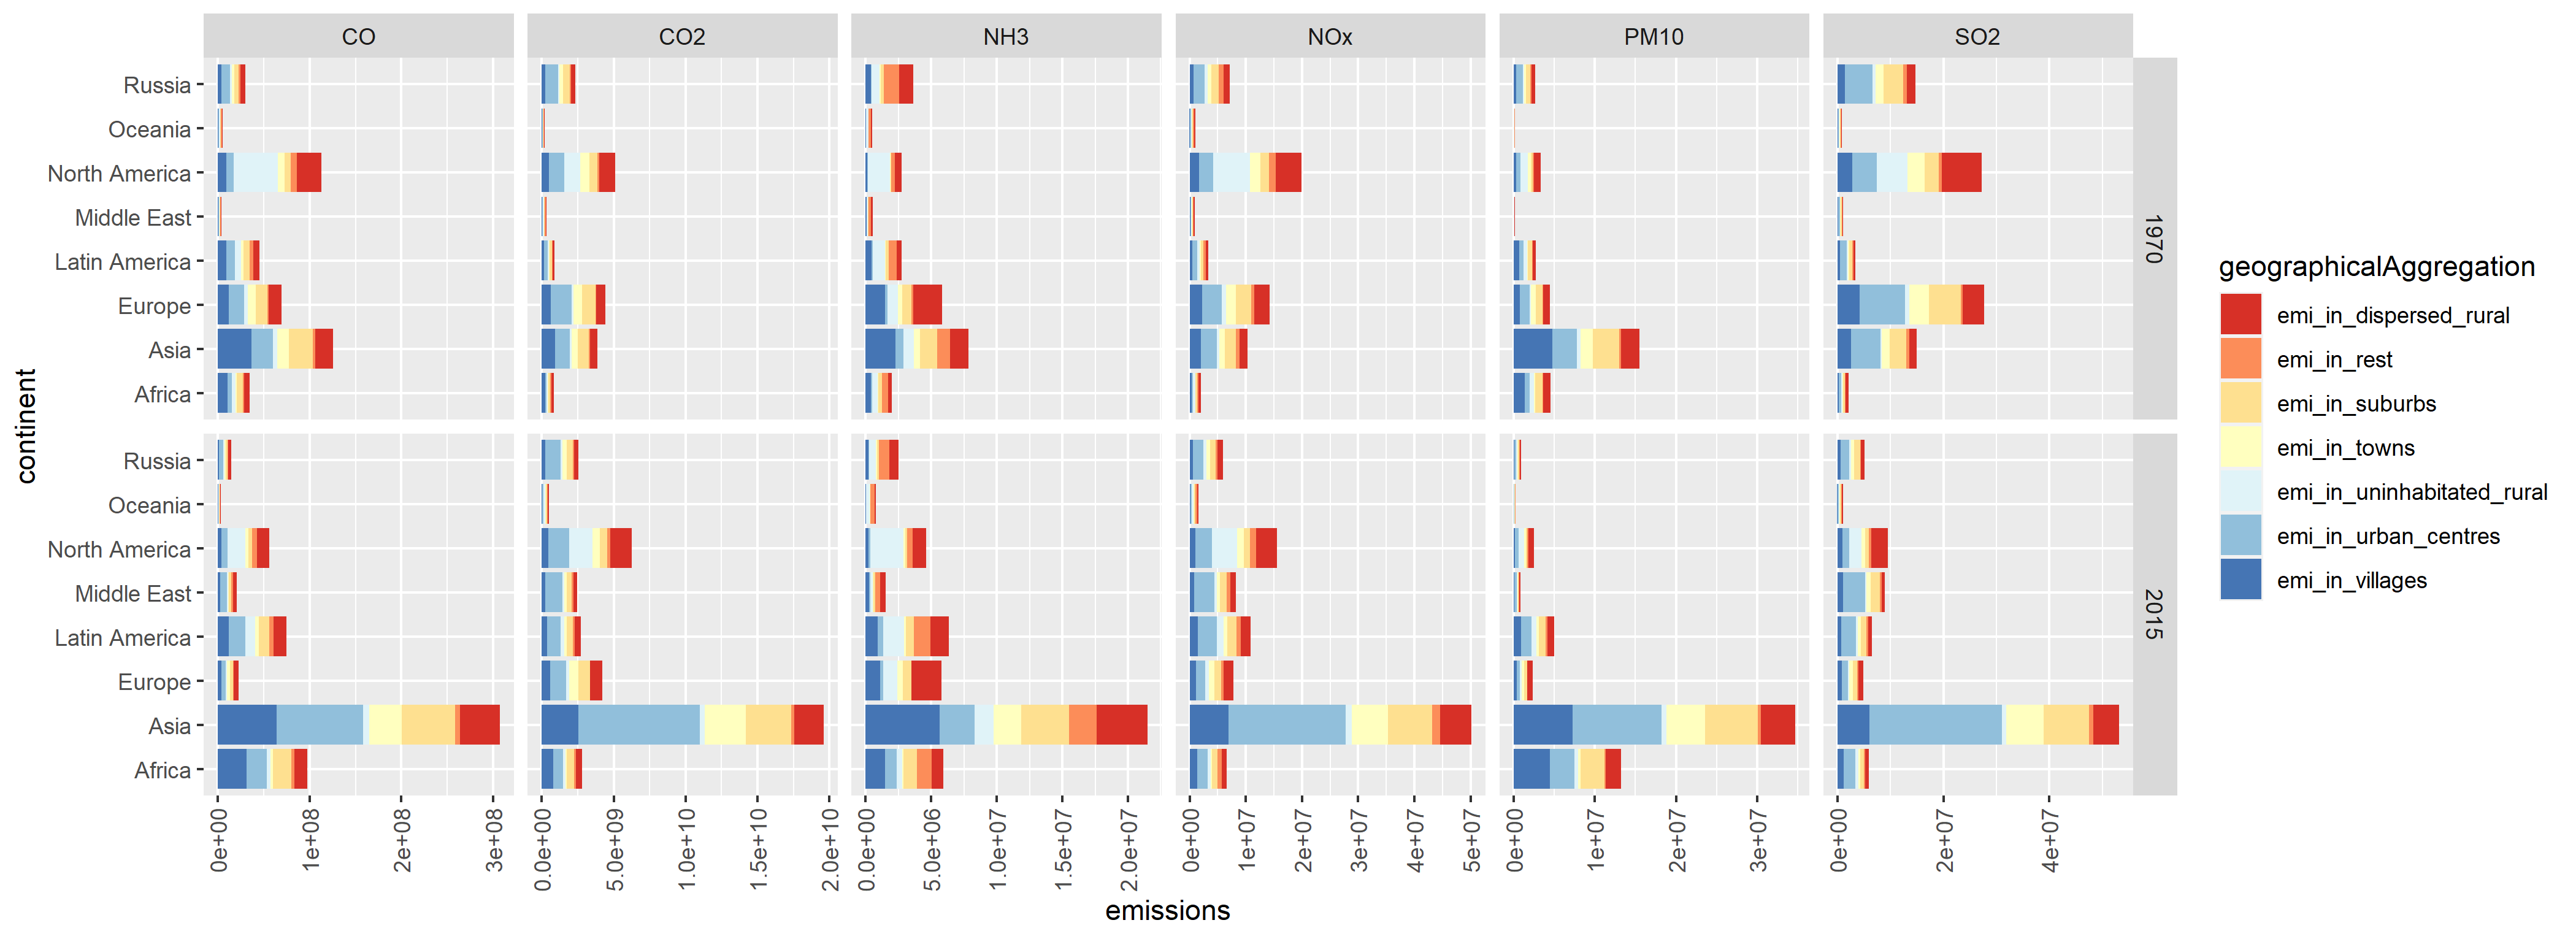 CO CO2 NH3 NOx PM10 SO2
continent
Russia
Oceania
North America
Middle East
Latin America
Europe
Asia
Africa
1970
Russia
Oceania
North America
Middle East
Latin America
Europe
Asia
Africa
2015
0e+00 1e+08 2e+08 3e+08
0.0e+00 5.0e+09 1.0e+10 1.5e+10 2.0e+10
0.0e+00 5.0e+06 1.0e+07 1.5e+07 2.0e+07
0e+00 1e+07 2e+07 3e+07 4e+07 5e+07
0e+00 1e+07 2e+07 3e+07
0e+00 2e+07 4e+07
emissions
geographicalAggregation
emi_in_dispersed_rural
emi_in_rest
emi_in_suburbs
emi_in_towns
emi_in_uninhabitated_rural
emi_in_urban_centres
emi_in_villages